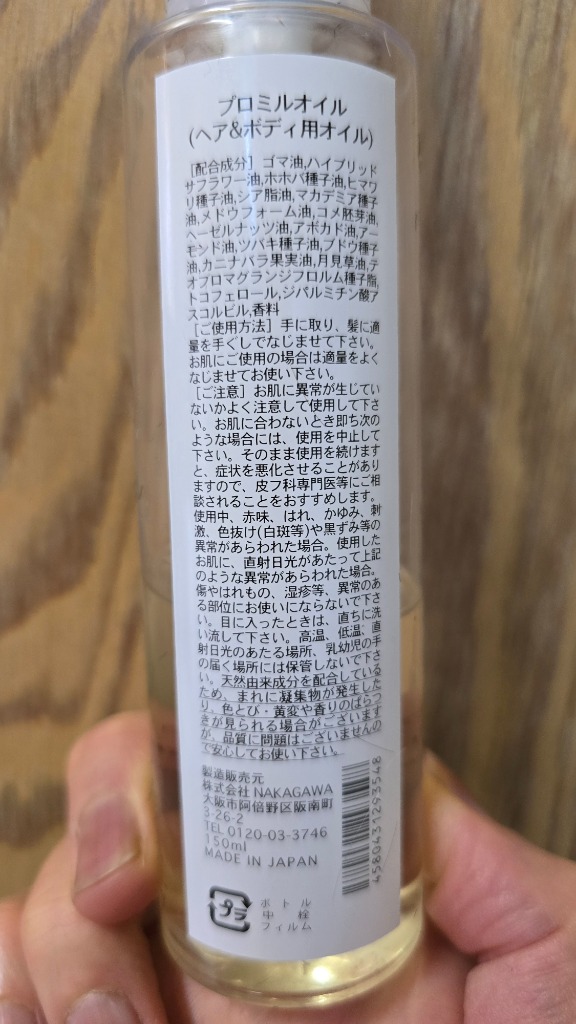 プロミルオイル
(ヘア&ボディ用オイル)
［配合成分］ゴマ油,ハイブリッド
サフラワー油,ホホバ種子油,ヒマワ
リ種子油,シア脂油,マカデミア種子
油,メドウフォーム油,コメ胚芽油,
ヘーゼルナッツ油,アボカド油,アー
モンド油,ツバキ種子油,ブドウ種子
油,カニナバラ果実油,月見草油,テ
オブロマグランジフロルム種子脂,
トコフェロール,ジパルミチン酸ア
スコルビル,香料
［ご使用方法］手に取り、髪に適
量を手ぐしでなじませて下さい。
お肌にご使用の場合は適量をよく
なじませてお使い下さい。
［ご注意］お肌に異常が生じてい
ないかよく注意して使用して下さ
い。お肌に合わないとき即ち次の
ような場合には、使用を中止して
下さい。そのまま使用を続けます
と、症状を悪化させることがあり
ますので、皮フ科専門医等にご相
談されることをおすすめします。
使用中、赤味、はれ、かゆみ、刺
激、色抜け(白斑等)や黒ずみ等の
異常があらわれた場合。使用した
お肌に、直射日光があたって上記
のような異常があらわれた場合。
傷やはれもの、湿疹等、異常のあ
る部位にお使いにならないで下さ
い。目に入ったときは、直ちに洗
い流して下さい。高温、低温、直
射日光のあたる場所、乳幼児の手
の届く場所には保管しないで下さ
い。天然由来成分を配合している
ため、まれに凝集物が発生した
り、色とび・黄変や香りのばらつ
きが見られる場合がございます
が、品質に問題はございませんの
で安心してお使い下さい。
製造販売元
株式会社 NAKAGAWA
大阪市阿倍野区阪南町
3-26-2
TEL 0120-03-3746
150ml
MADE IN JAPAN
4580431293548
プラ
ボトル
中栓
フィルム